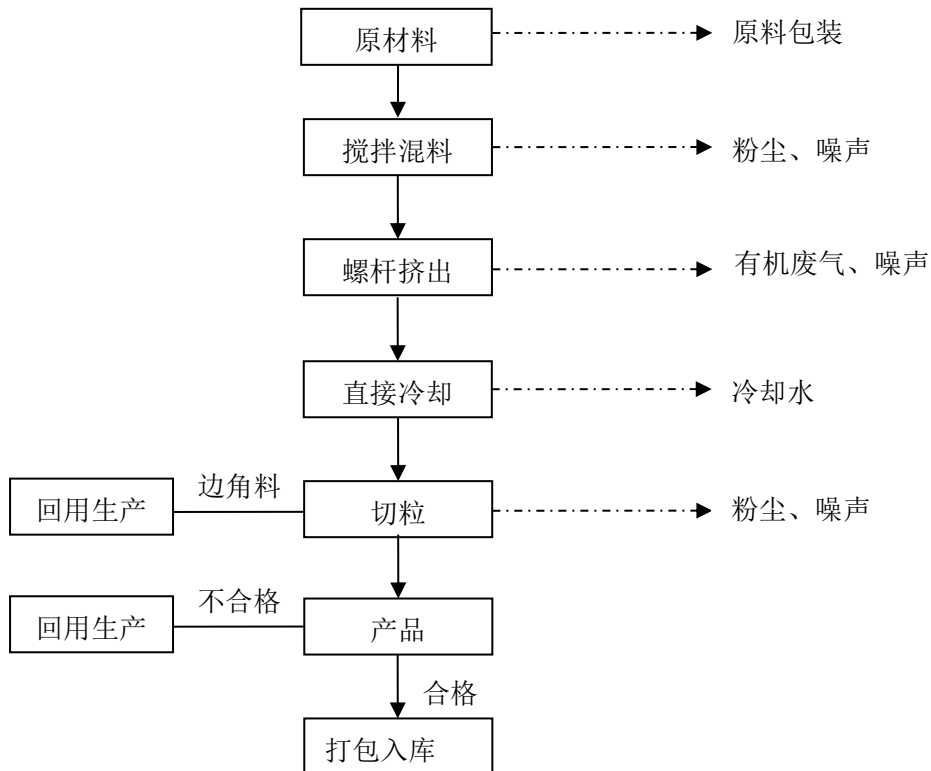 原材料
原料包装
搅拌混料
粉尘、噪声
螺杆挤出
有机废气、噪声
直接冷却
冷却水
边角料
回用生产
切粒
粉尘、噪声
不合格
回用生产
产品
合格
打包入库